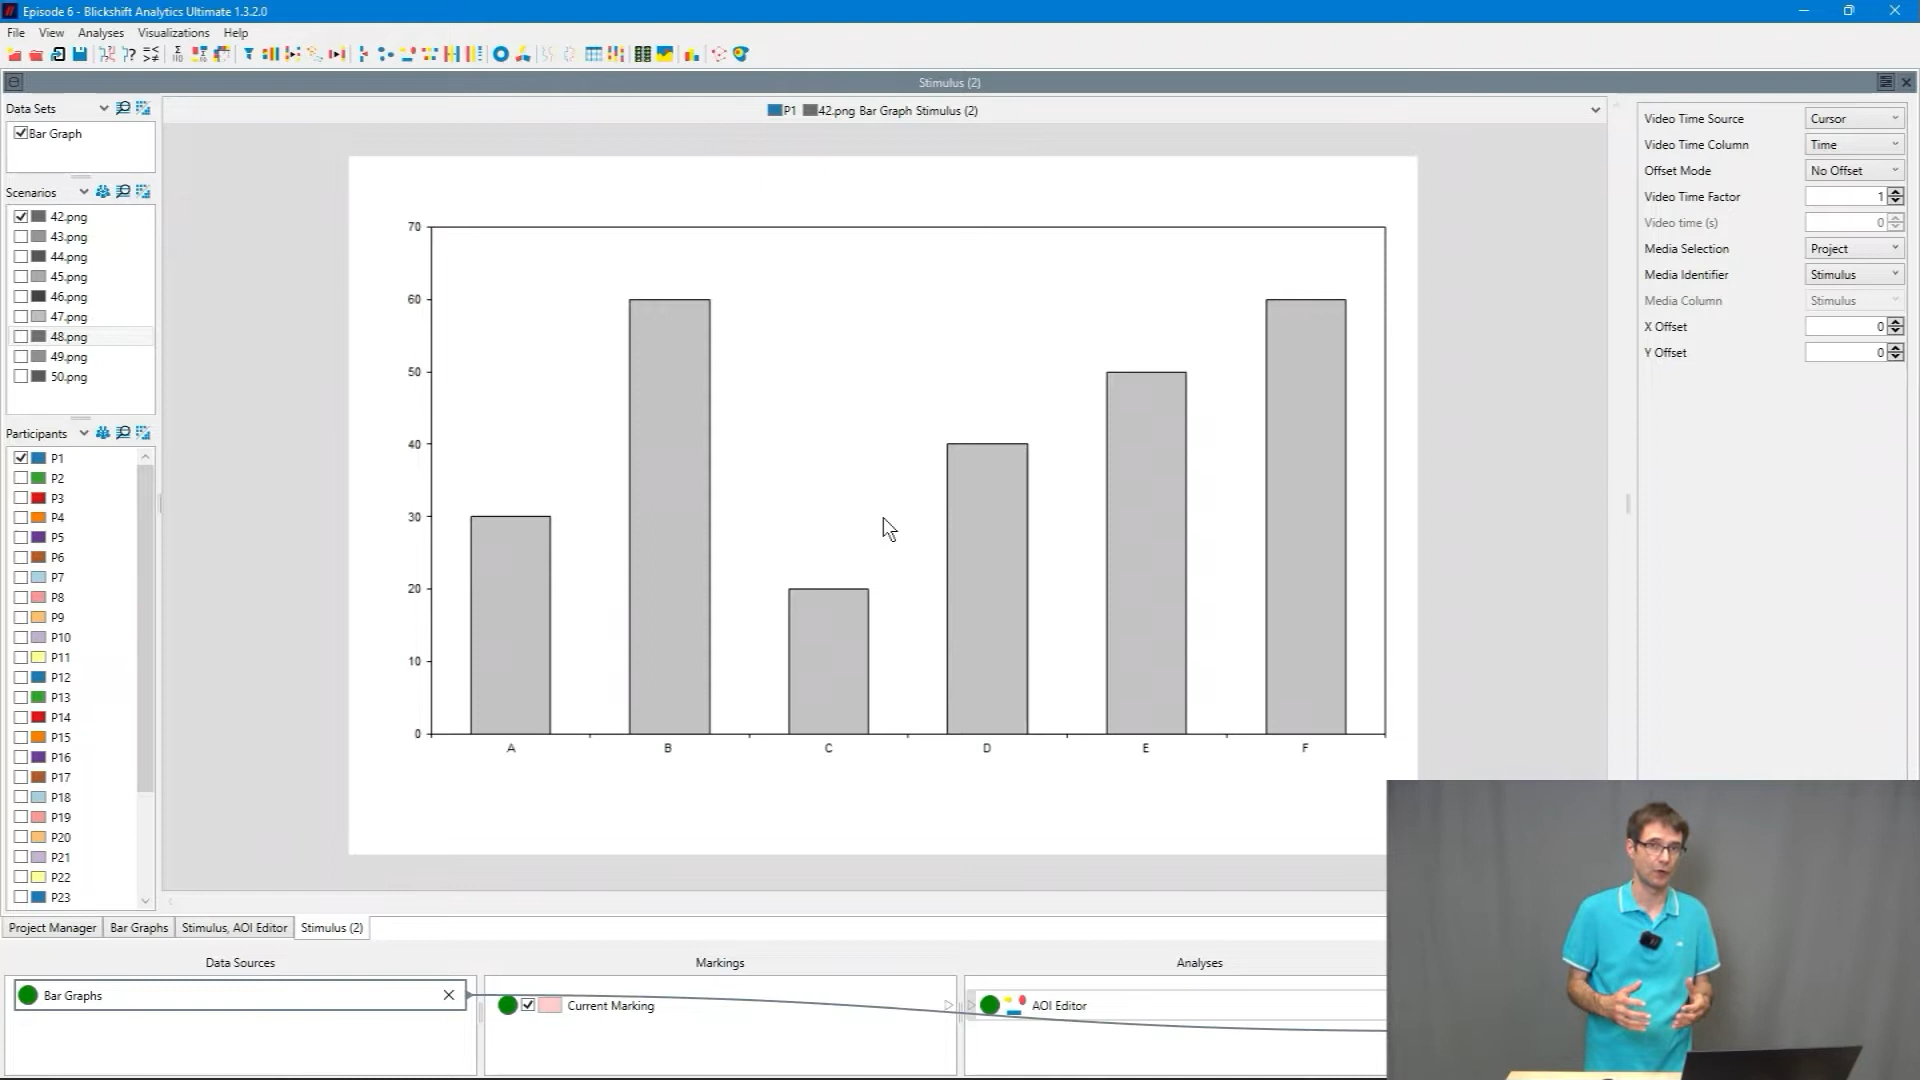 Episode 6 - Blickshift Analytics Ultimate 1.3.2.0
File View Analyses Visualizations Help
Stimulus (2)
Data Sets
Bar Graph
Scenarios
42.png
43.png
44.png
45.png
46.png
47.png
48.png
49.png
50.png
Participants
P1
P2
P3
P4
P5
P6
P7
P8
P9
P10
P11
P12
P13
P14
P15
P16
P17
P18
P19
P20
P21
P22
P23
P1 42.png Bar Graph Stimulus (2)
70
60
50
40
30
20
10
0
A B C D E F
Video Time Source Cursor
Video Time Column Time
Offset Mode No Offset
Video Time Factor 1
Video time (s) 0
Media Selection Project
Media Identifier Stimulus
Media Column Stimulus
X Offset 0
Y Offset 0
Project Manager Bar Graphs Stimulus, AOI Editor Stimulus (2)
Data Sources
Bar Graphs
Markings
Current Marking
Analyses
AOI Editor